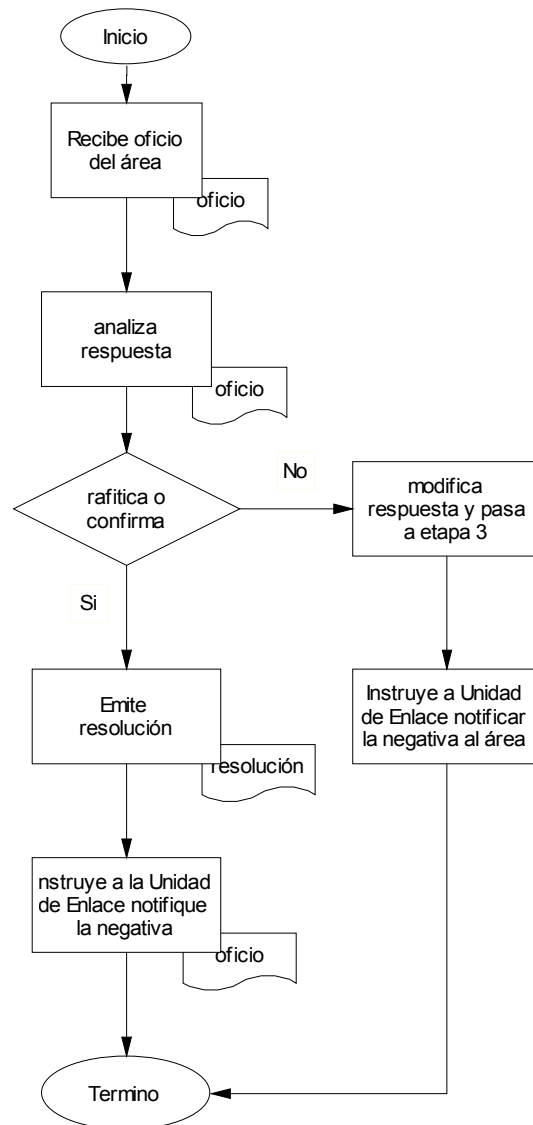 Inicio
Recibe oficio
del área
oficio
analiza
respuesta
oficio
rafitica o
confirma
No
modifica
respuesta y pasa
a etapa 3
Si
Emite
resolución
resolución
Instruye a Unidad
de Enlace notificar
la negativa al área
nstruye a la Unidad
de Enlace notifique
la negativa
oficio
Termino